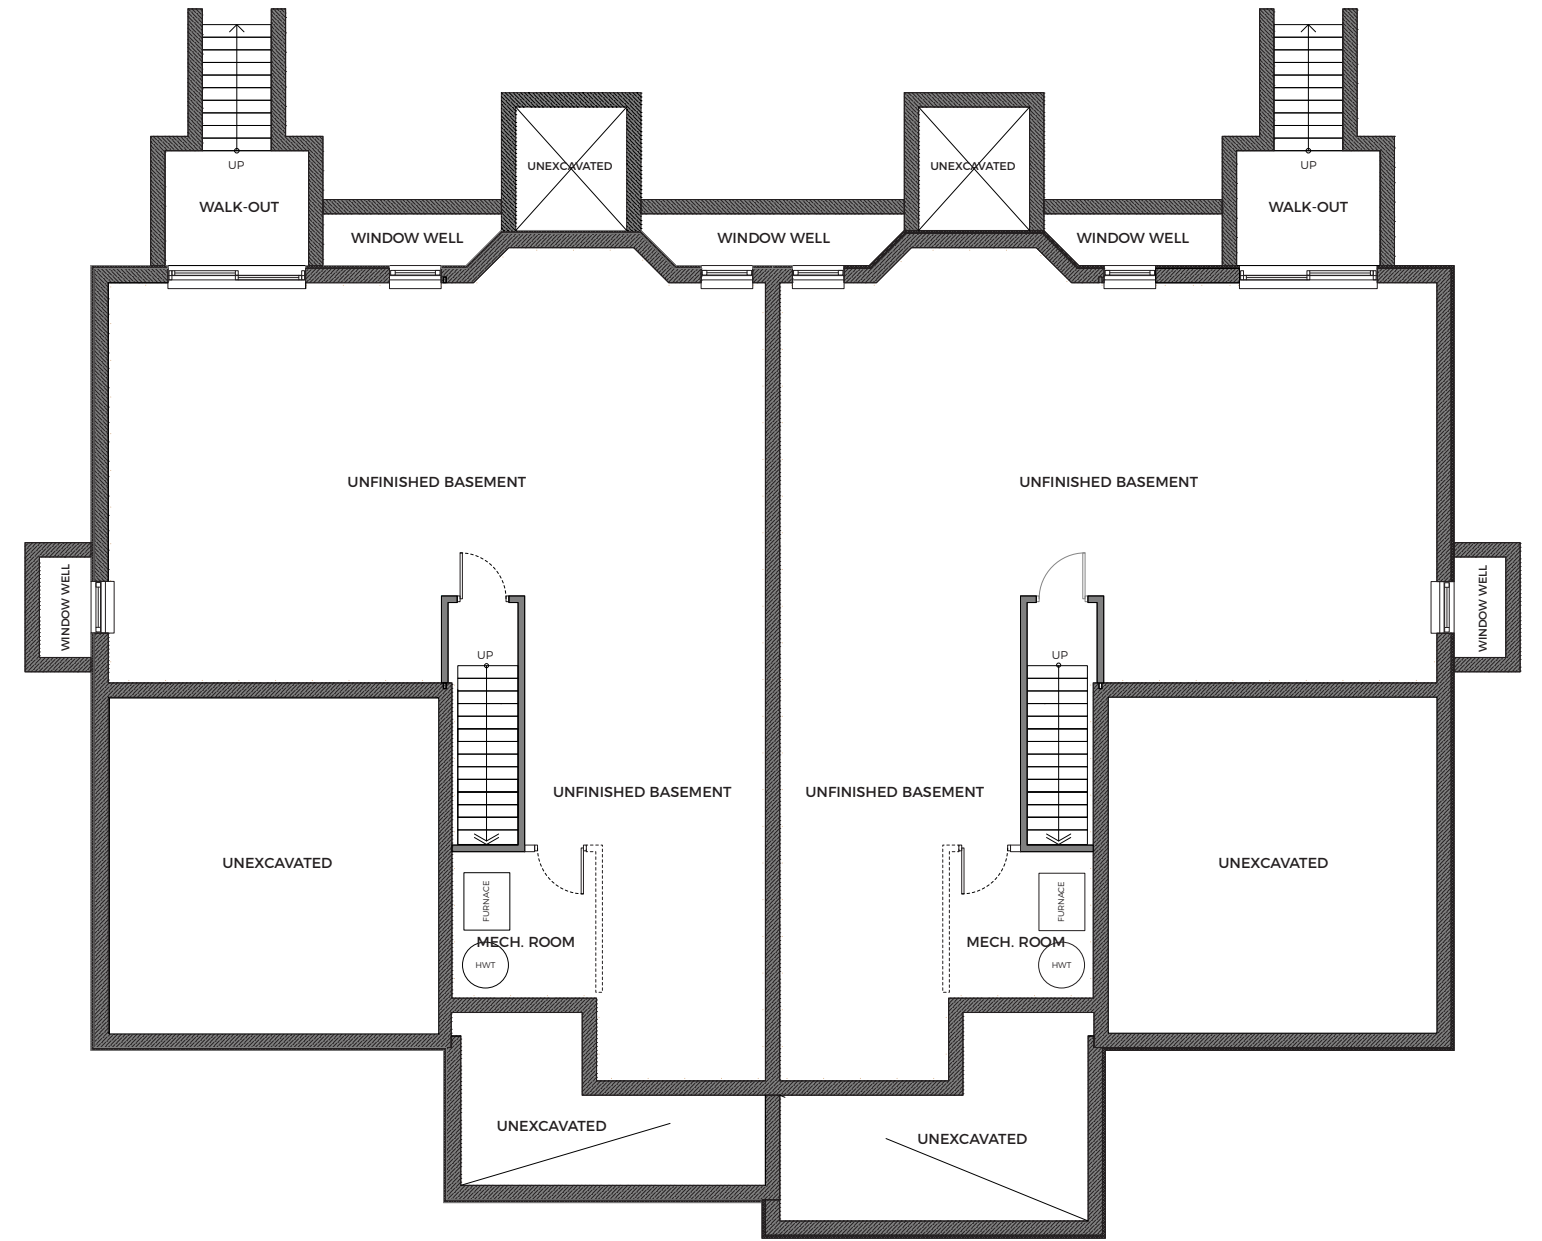 UP
UP
UNEXCAVATED
UNEXCAVATED
WALK-OUT
WALK-OUT
WINDOW WELL
WINDOW WELL
WINDOW WELL
UNFINISHED BASEMENT
UNFINISHED BASEMENT
WINDOW WELL
WINDOW WELL
UP
UP
UNFINISHED BASEMENT
UNFINISHED BASEMENT
UNEXCAVATED
UNEXCAVATED
FURNACE
FURNACE
MECH. ROOM
MECH. ROOM
HWT
HWT
UNEXCAVATED
UNEXCAVATED